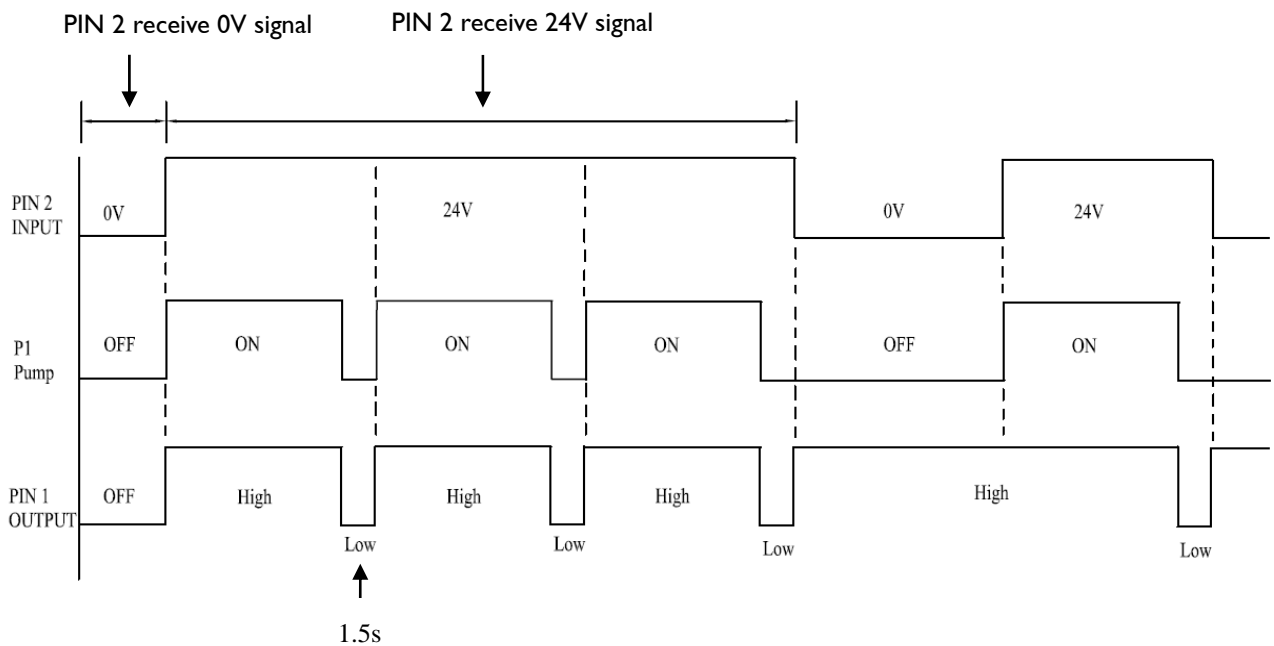 PIN 2 receive 0V signal
PIN 2 receive 24V signal
PIN 2
INPUT
0V
24V
0V
24V
P1
Pump
OFF
ON
ON
ON
OFF
ON
PIN 1
OUTPUT
OFF
High
High
High
High
Low
Low
Low
Low
1.5s